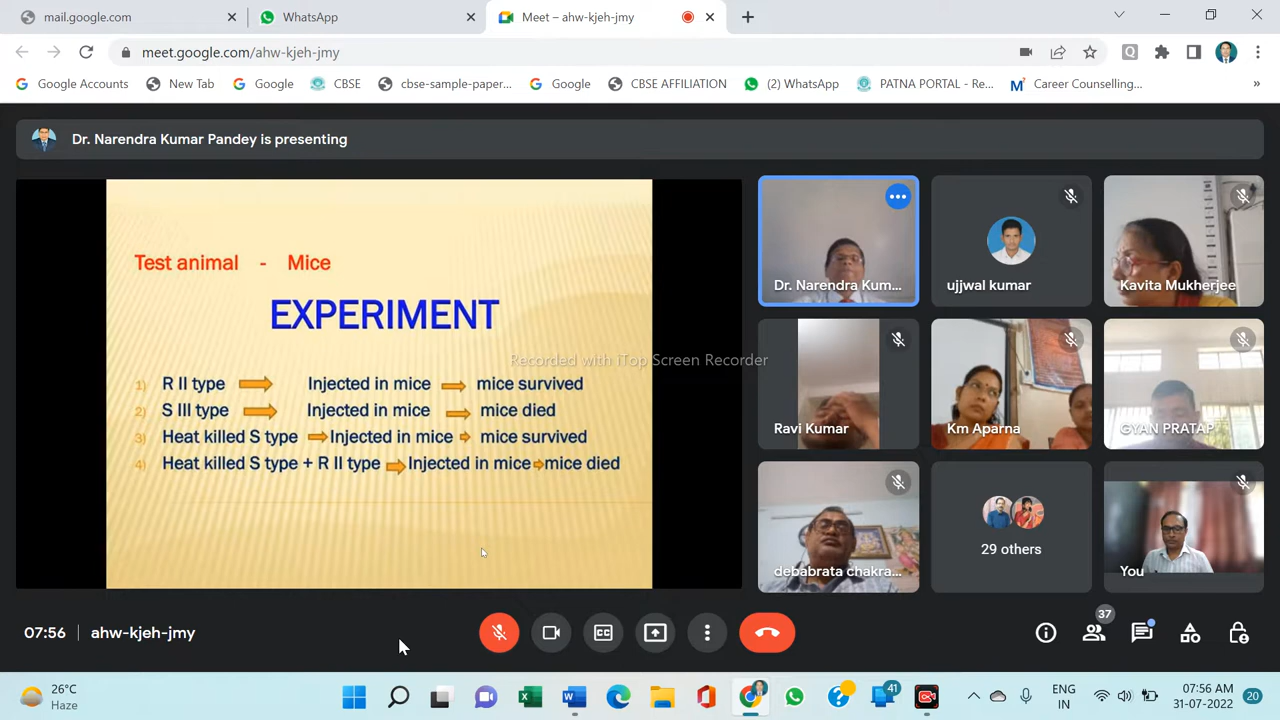 mail.google.com
WhatsApp
Meet – ahw-kjeh-jmy
meet.google.com/ahw-kjeh-jmy
Google Accounts
New Tab
Google
CBSE
cbse-sample-paper...
Google
CBSE AFFILIATION
(2) WhatsApp
PATNA PORTAL - Re...
Career Counselling...
»
Dr. Narendra Kumar Pandey is presenting
Test animal - Mice
EXPERIMENT
Recorded with iTop Screen Recorder
1) R II type Injected in mice mice survived
2) S III type Injected in mice mice died
3) Heat killed S type Injected in mice mice survived
4) Heat killed S type + R II type Injected in mice mice died
Dr. Narendra Kum...
ujjwal kumar
Kavita Mukherjee
Ravi Kumar
Km Aparna
GYAN PRATAP
debabrata chakra...
29 others
You
07:56 | ahw-kjeh-jmy
37
26°C
Haze
41
ENG
IN
07:56 AM
31-07-2022
20